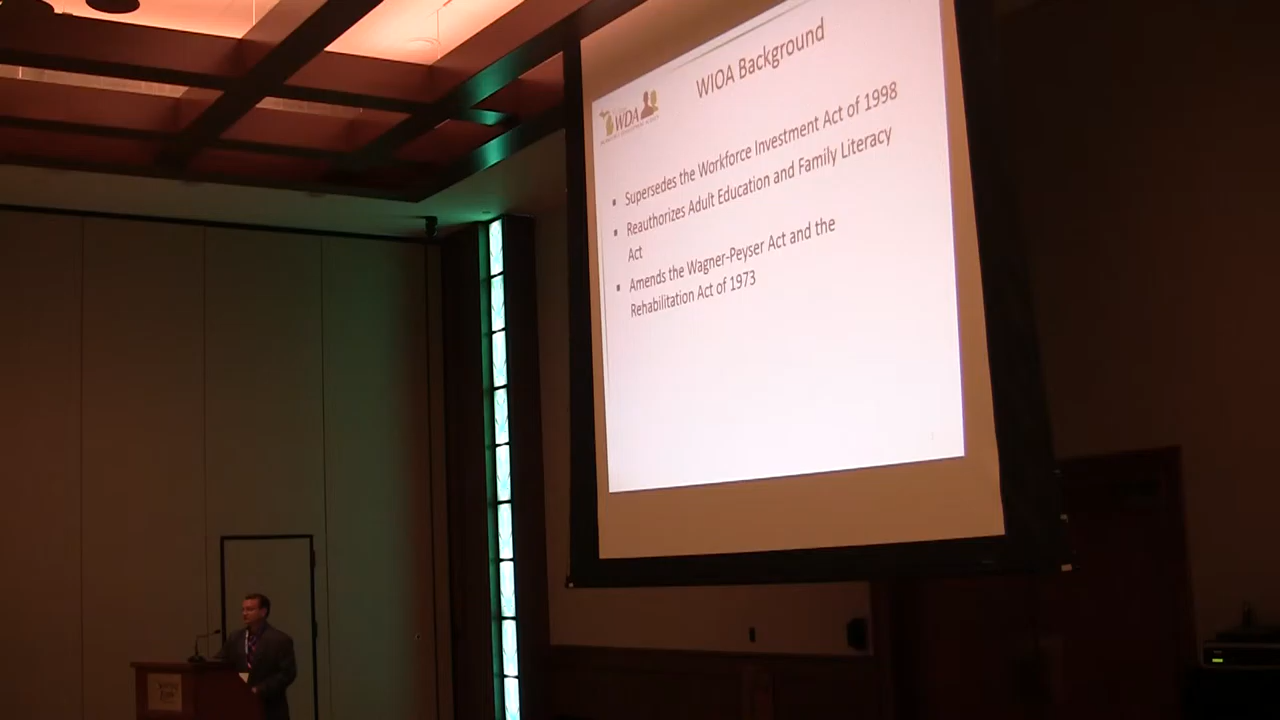 WIOA Background
WDA
▪ Supersedes the Workforce Investment Act of 1998
▪ Reauthorizes Adult Education and Family Literacy
Act
▪ Amends the Wagner-Peyser Act and the
Rehabilitation Act of 1973